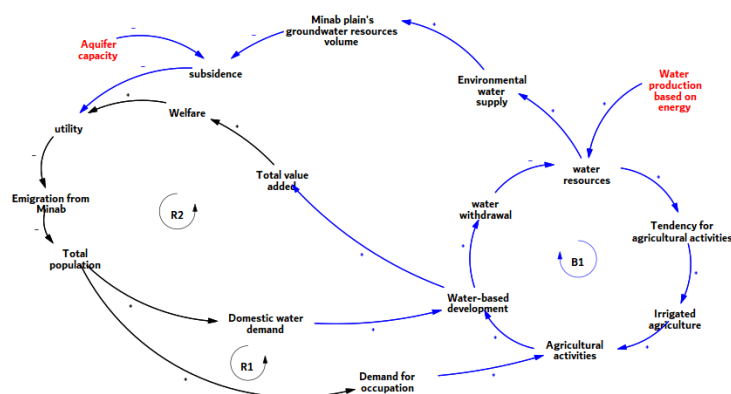 Minab plain's
groundwater resources
volume
Aquifer
capacity
subsidence
Environmental
water
supply
Water
production
based on
energy
Welfare
utility
water
resources
Total value
added
Emigration from
Minab
R2
water
withdrawal
Tendency for
agricultural activities
Total
population
B1
Water-based
development
Domestic water
demand
Irrigated
agriculture
Agricultural
activities
R1
Demand for
occupation